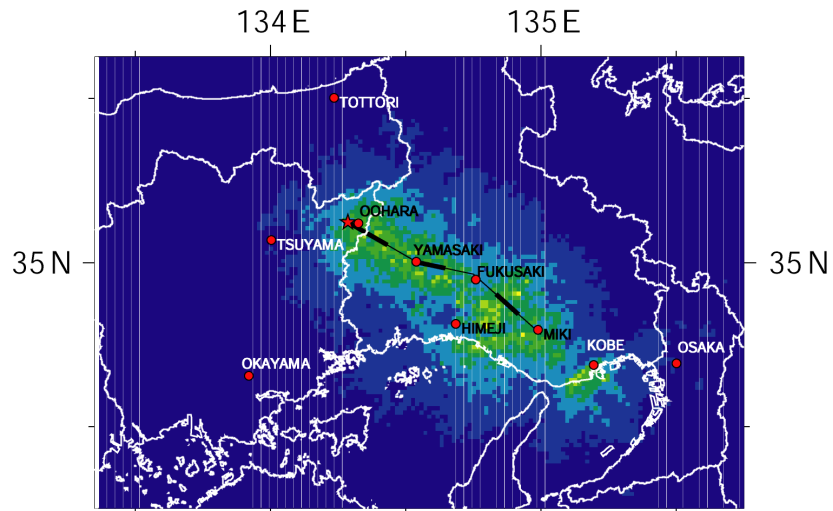 134E 135E
TOTTORI
OOHARA
TSUYAMA
YAMASAKI
35N 35N
FUKUSAKI
HIMEJI
MIKI
KOBE
OSAKA
OKAYAMA